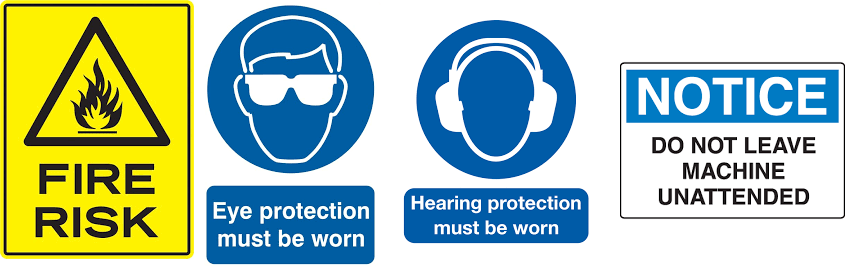 FIRE
RISK
Eye protection
must be worn
Hearing protection
must be worn
NOTICE
DO NOT LEAVE
MACHINE
UNATTENDED